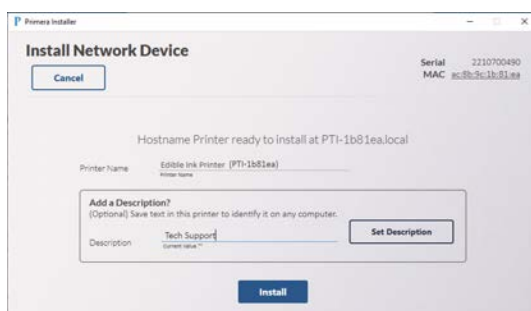 Primera Installer
Install Network Device
Cancel
Serial 2210700490
MAC ac:8b:9c:1b:81:ea
Hostname Printer ready to install at PTI-1b81ea.local
Printer Name Edible Ink Printer (PTI-1b81ea)
Printer Name
Add a Description?
(Optional) Save text in this printer to identify it on any computer.
Description Tech Support
Current Value ""
Set Description
Install